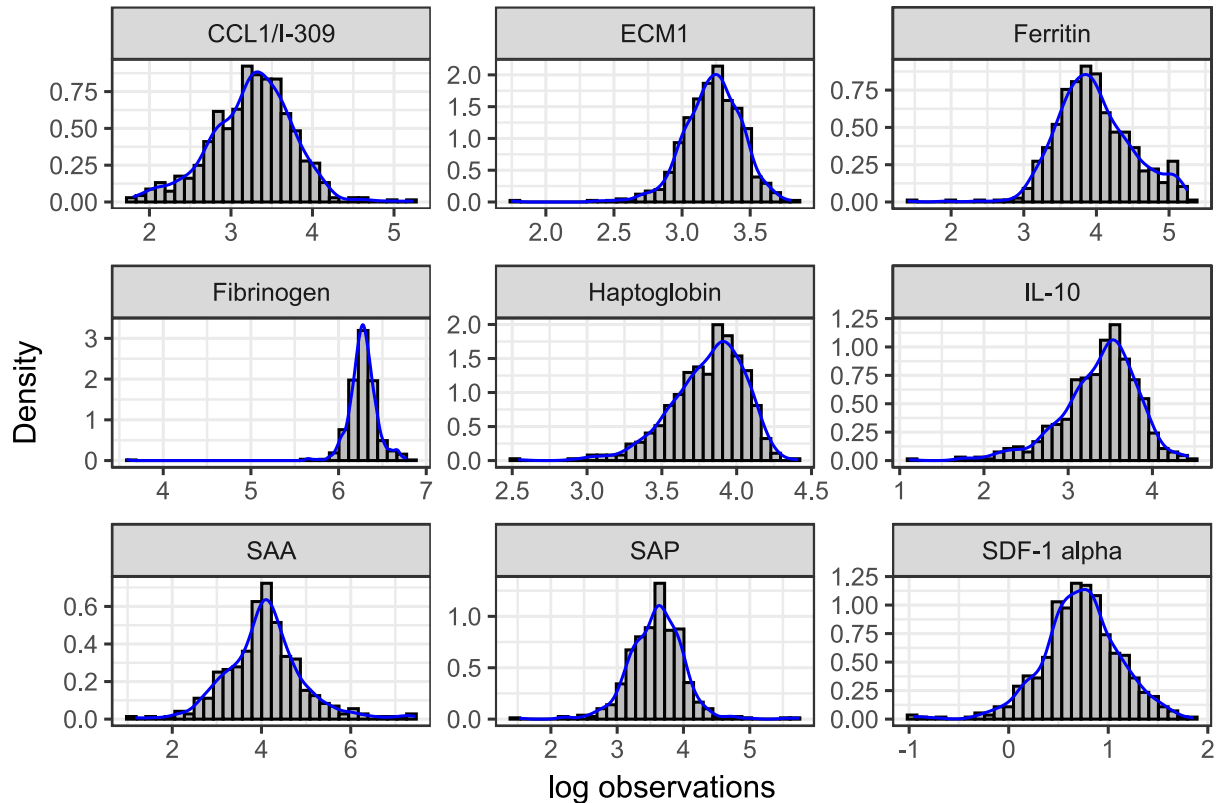 CCL1/I-309
ECM1
Ferritin
0.75
0.50
0.25
0.00
2 3 4 5
2.0
1.5
1.0
0.5
0.0
2.0 2.5 3.0 3.5
0.75
0.50
0.25
0.00
2 3 4 5
Fibrinogen
Haptoglobin
IL-10
3
2
1
0
4 5 6 7
2.0
1.5
1.0
0.5
0.0
2.5 3.0 3.5 4.0 4.5
1.25
1.00
0.75
0.50
0.25
0.00
1 2 3 4
Density
SAA
SAP
SDF-1 alpha
0.6
0.4
0.2
0.0
2 4 6
1.0
0.5
0.0
2 3 4 5
1.25
1.00
0.75
0.50
0.25
0.00
-1 0 1 2
log observations